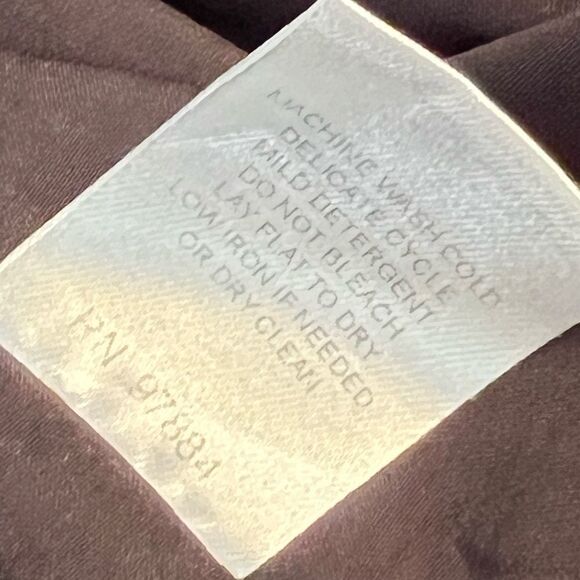 MACHINE WASH COLD
DELICATE CYCLE
MILD DETERGENT
DO NOT BLEACH
LAY FLAT TO DRY
LOW IRON IF NEEDED
OR DRY CLEAN
RN 97884